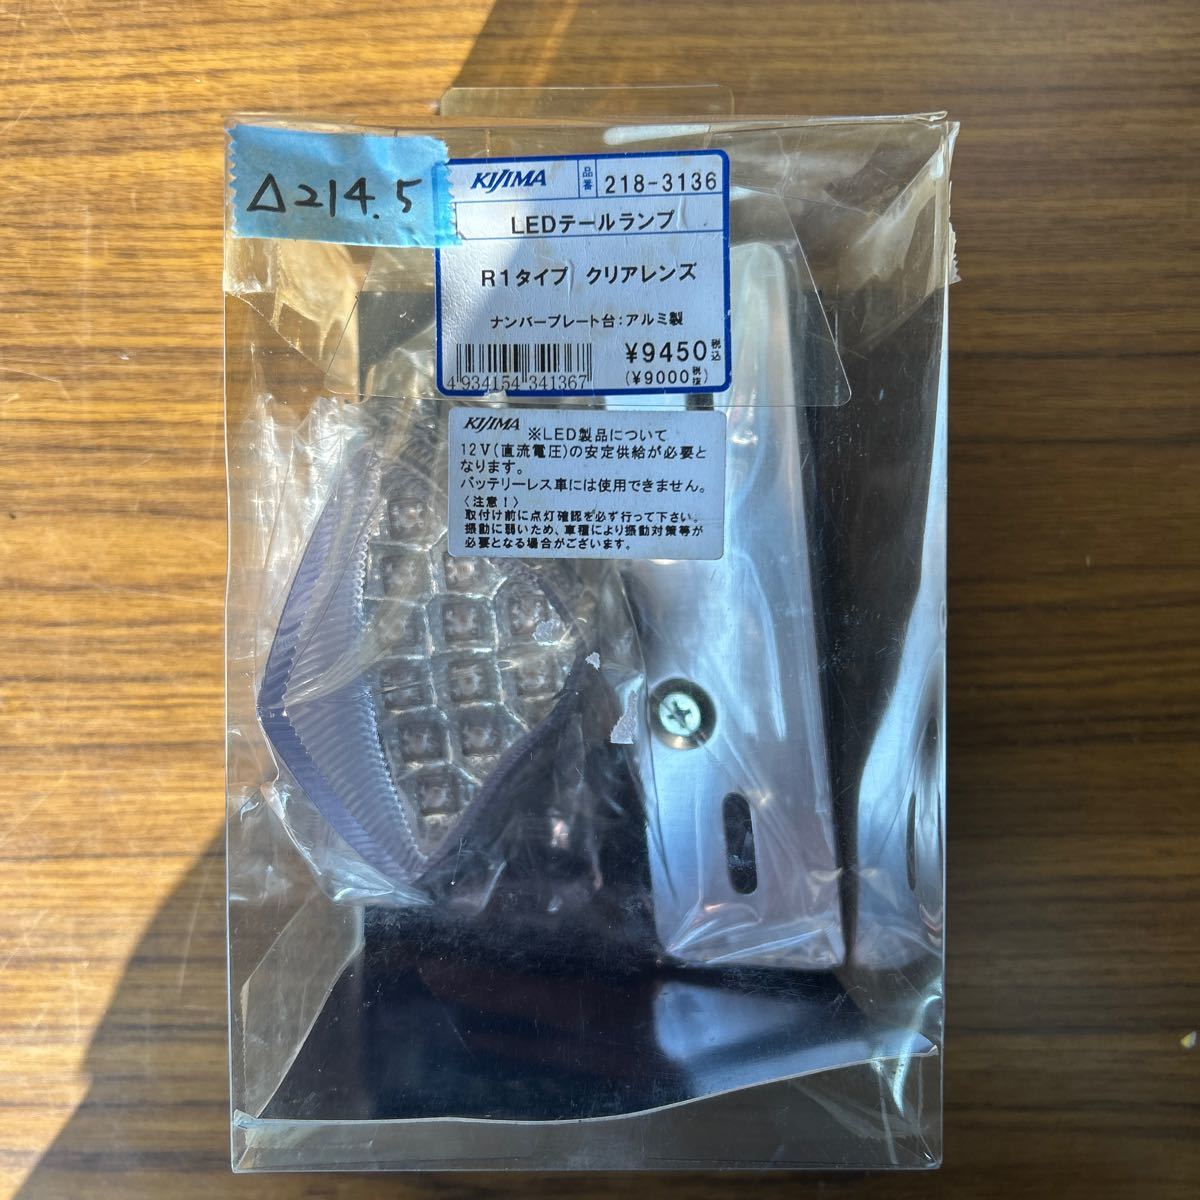 △214.5
KIJIMA 品番 218-3136
LEDテールランプ
R1タイプ クリアレンズ
ナンバープレート台:アルミ製
¥9450税込
(¥9000税抜)
4 934154 341367
KIJIMA
※LED製品について
12V(直流電圧)の安定供給が必要と
なります。
バッテリーレス車には使用できません。
〈注意!〉
取付け前に点灯確認を必ず行って下さい。
振動に弱いため、車種により振動対策等が
必要となる場合がございます。